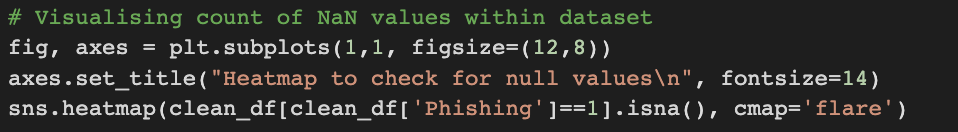 # Visualising count of NaN values within dataset
fig, axes = plt.subplots(1,1, figsize=(12,8))
axes.set_title("Heatmap to check for null values\n", fontsize=14)
sns.heatmap(clean_df[clean_df['Phishing']==1].isna(), cmap='flare')